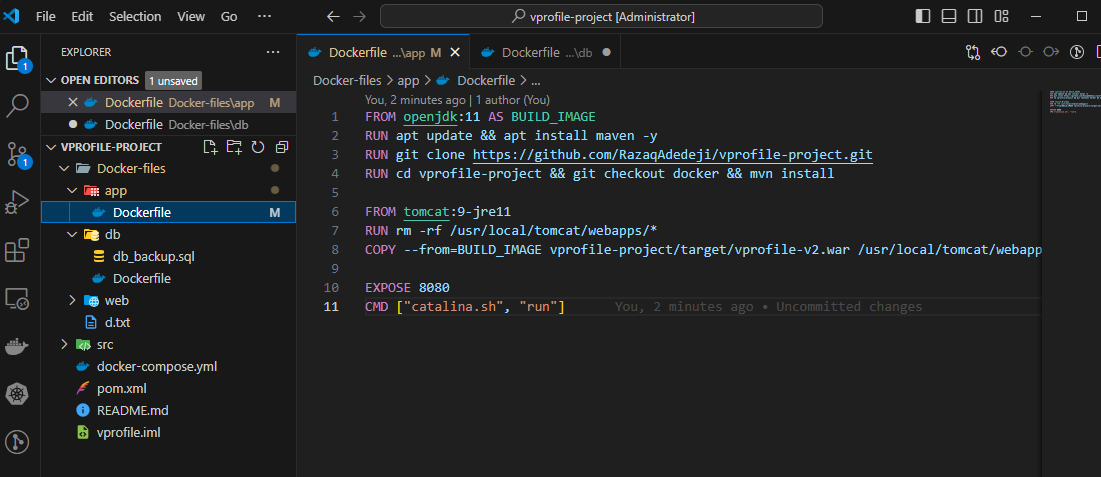 File Edit Selection View Go ··· vprofile-project [Administrator]
EXPLORER ···
OPEN EDITORS 1 unsaved
Dockerfile Docker-files\app M
Dockerfile Docker-files\db
VPROFILE-PROJECT
Docker-files
app
Dockerfile M
db
db_backup.sql
Dockerfile
web
d.txt
src
docker-compose.yml
pom.xml
README.md
vprofile.iml
1
1
Dockerfile ...\app M Dockerfile ...\db
Docker-files > app > Dockerfile > ...
You, 2 minutes ago | 1 author (You)
1 FROM openjdk:11 AS BUILD_IMAGE
2 RUN apt update && apt install maven -y
3 RUN git clone https://github.com/RazaqAdedeji/vprofile-project.git
4 RUN cd vprofile-project && git checkout docker && mvn install
5
6 FROM tomcat:9-jre11
7 RUN rm -rf /usr/local/tomcat/webapps/*
8 COPY --from=BUILD_IMAGE vprofile-project/target/vprofile-v2.war /usr/local/tomcat/webapp
9
10 EXPOSE 8080
11 CMD ["catalina.sh", "run"] You, 2 minutes ago • Uncommitted changes